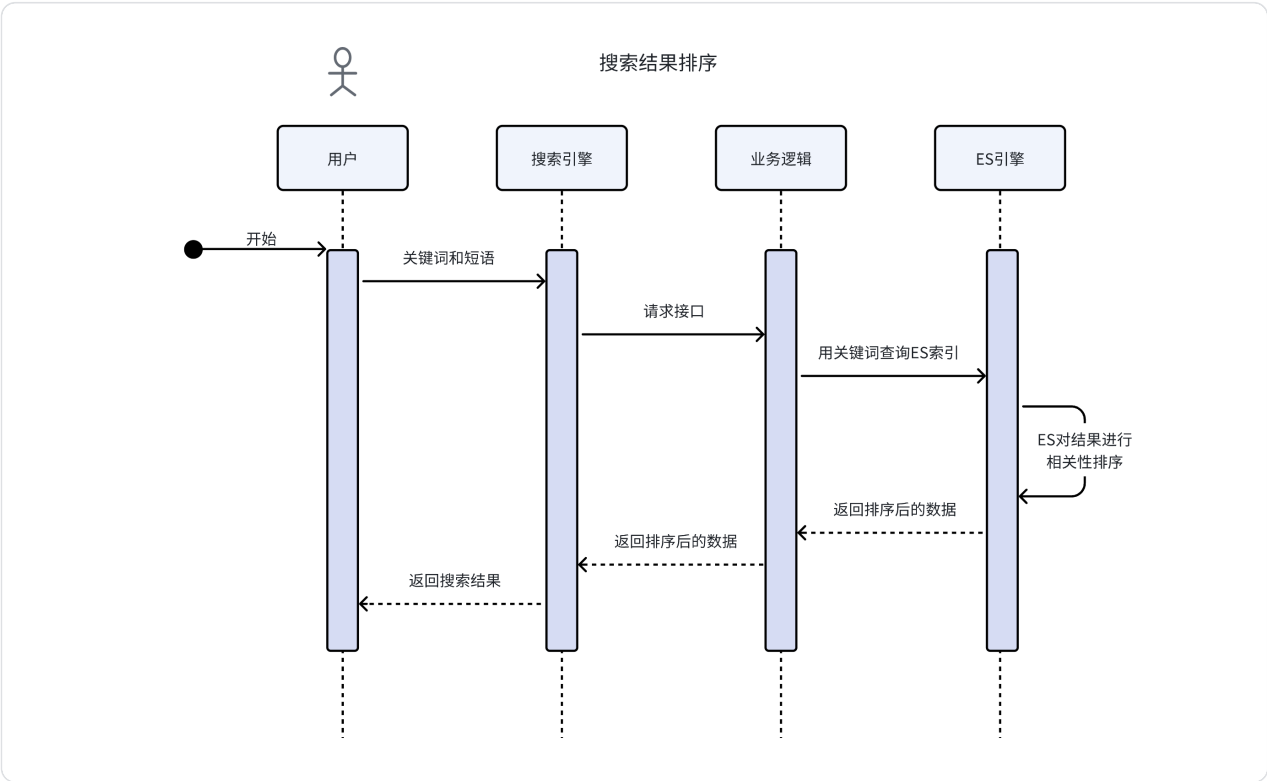 搜索结果排序
用户
搜索引擎
业务逻辑
ES引擎
开始
关键词和短语
请求接口
用关键词查询ES索引
ES对结果进行
相关性排序
返回排序后的数据
返回排序后的数据
返回搜索结果